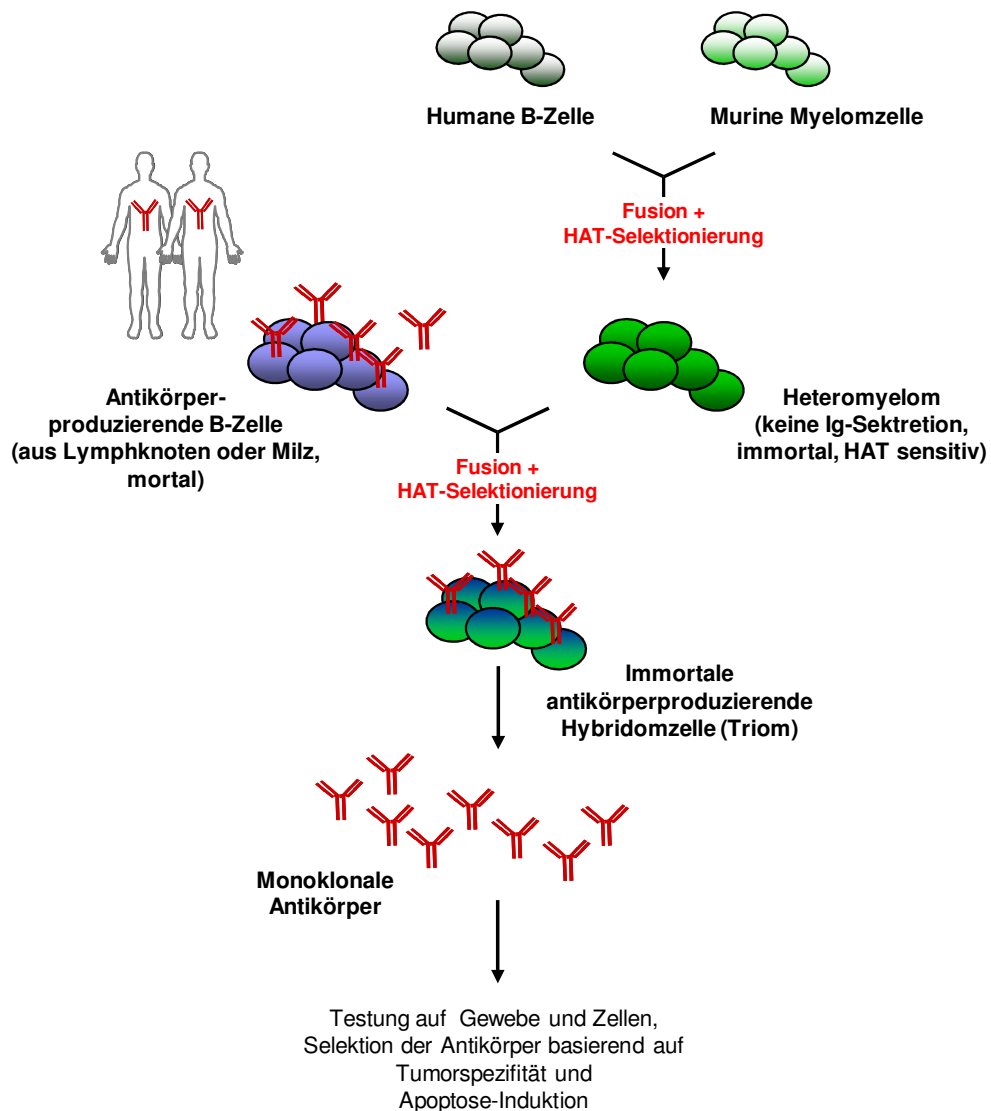 Humane B-Zelle
Murine Myelomzelle
Fusion +
HAT-Selektionierung
Antikörper-
produzierende B-Zelle
(aus Lymphknoten oder Milz,
mortal)
Heteromyelom
(keine Ig-Sektretion,
immortal, HAT sensitiv)
Fusion +
HAT-Selektionierung
Immortale
antikörperproduzierende
Hybridomzelle (Triom)
Monoklonale
Antikörper
Testung auf Gewebe und Zellen,
Selektion der Antikörper basierend auf
Tumorspezifität und
Apoptose-Induktion